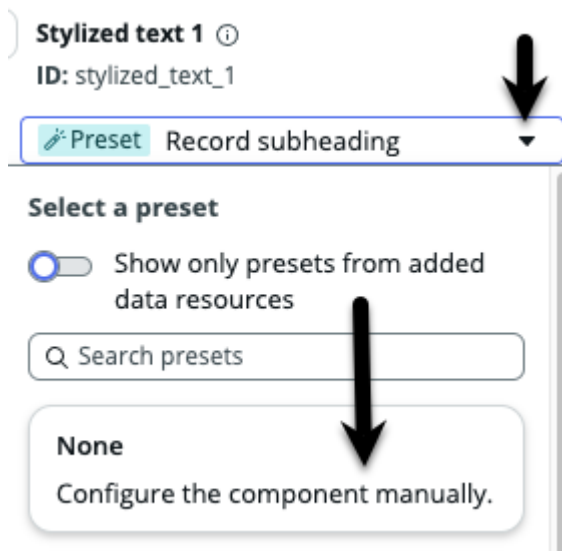 Stylized text 1
ID: stylized_text_1
Preset Record subheading
Select a preset
Show only presets from added
data resources
Search presets
None
Configure the component manually.